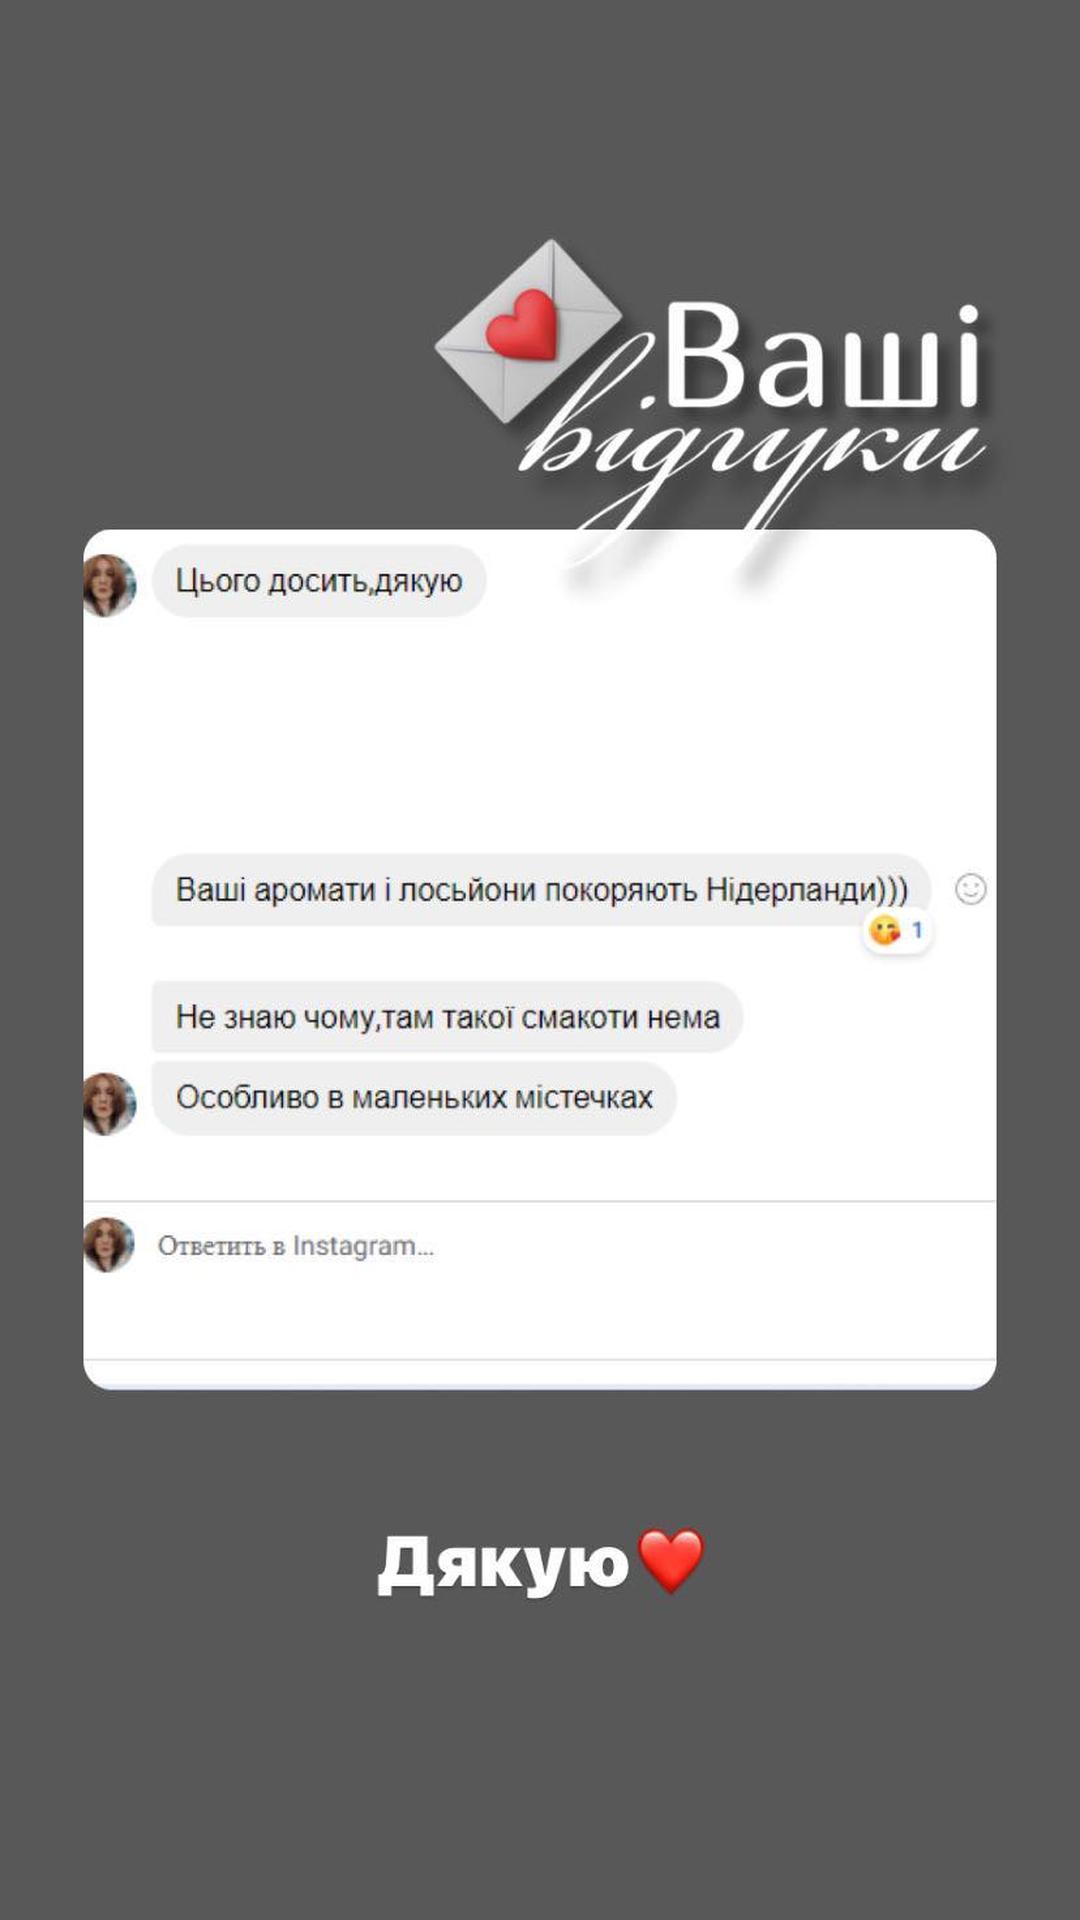 .Ваші
відгуки
Цього досить,дякую
Ваші аромати і лосьйони покоряють Нідерланди)))
1
Не знаю чому,там такої смакоти нема
Особливо в маленьких містечках
Ответить в Instagram...
Дякую